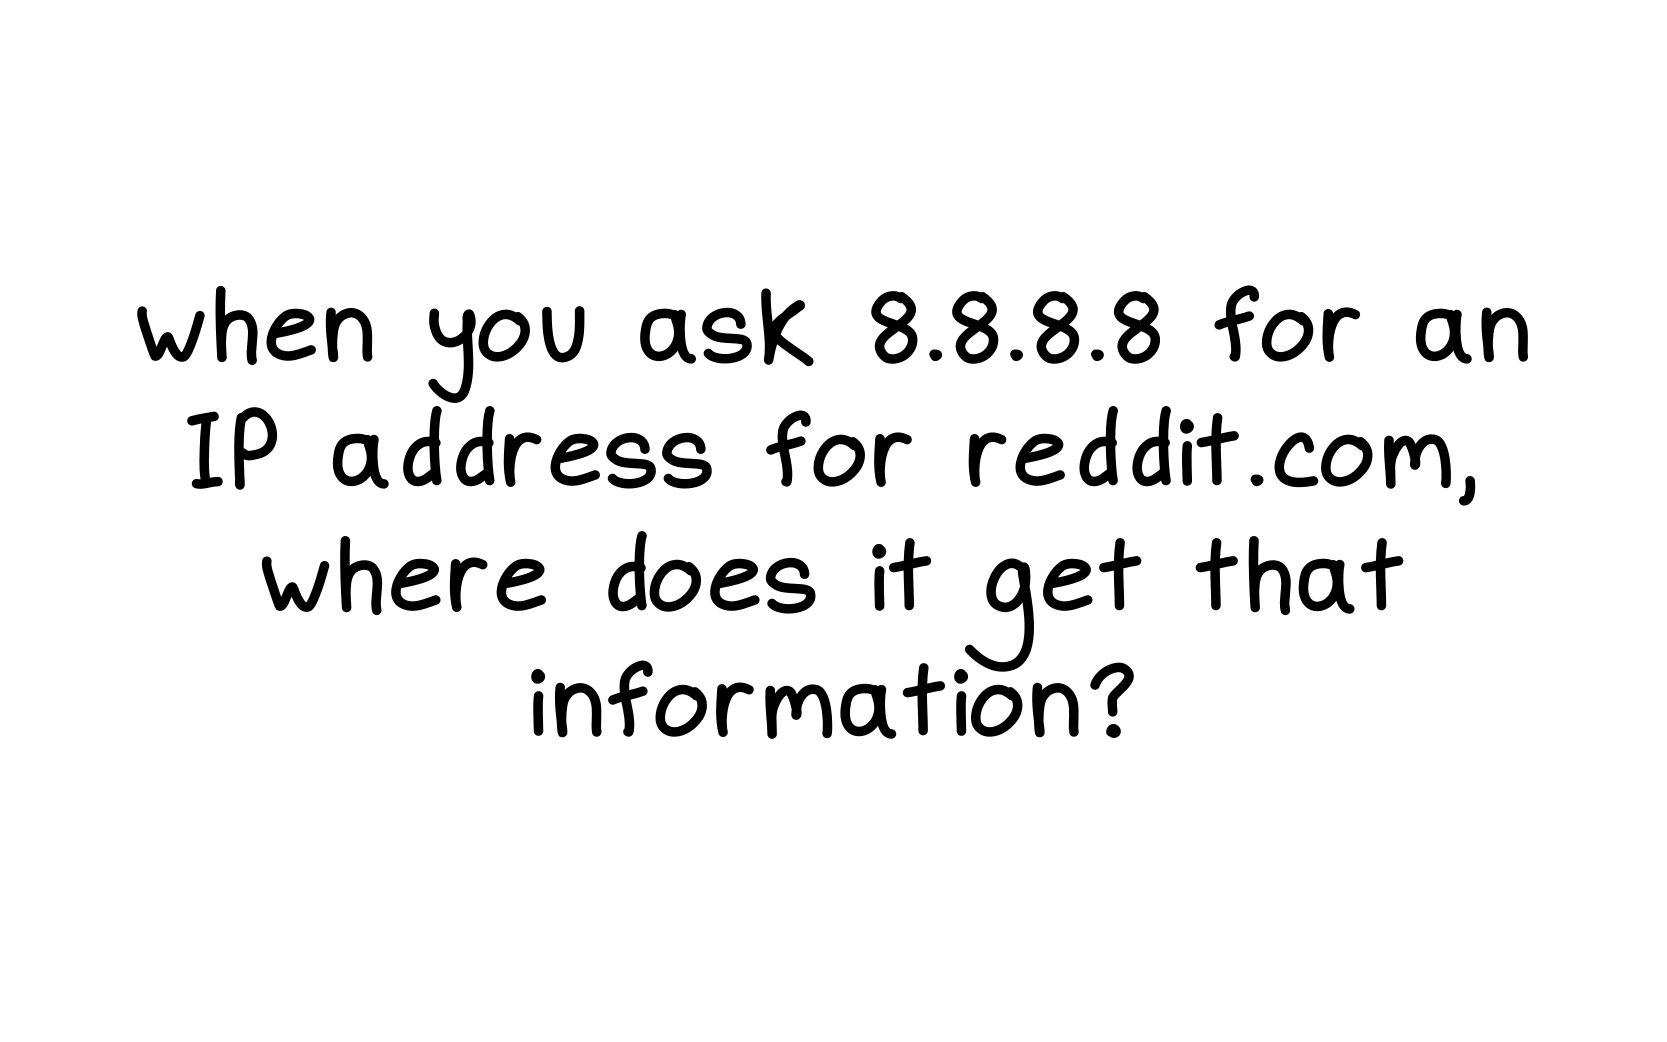 when you ask 8.8.8.8 for an
IP address for reddit.com,
where does it get that
information?